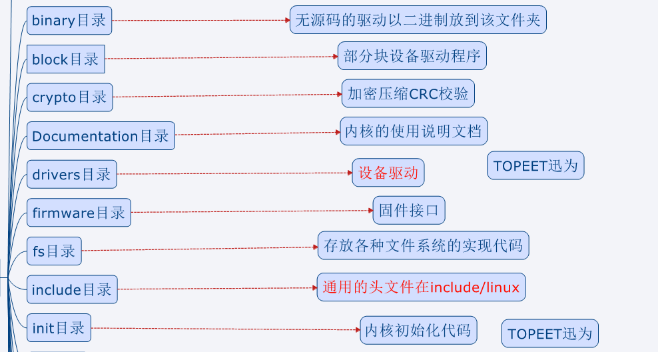 binary目录 无源码的驱动以二进制放到该文件夹
block目录 部分块设备驱动程序
crypto目录 加密压缩CRC校验
Documentation目录 内核的使用说明文档
drivers目录 设备驱动 TOPEET迅为
firmware目录 固件接口
fs目录 存放各种文件系统的实现代码
include目录 通用的头文件在include/linux
init目录 内核初始化代码 TOPEET迅为